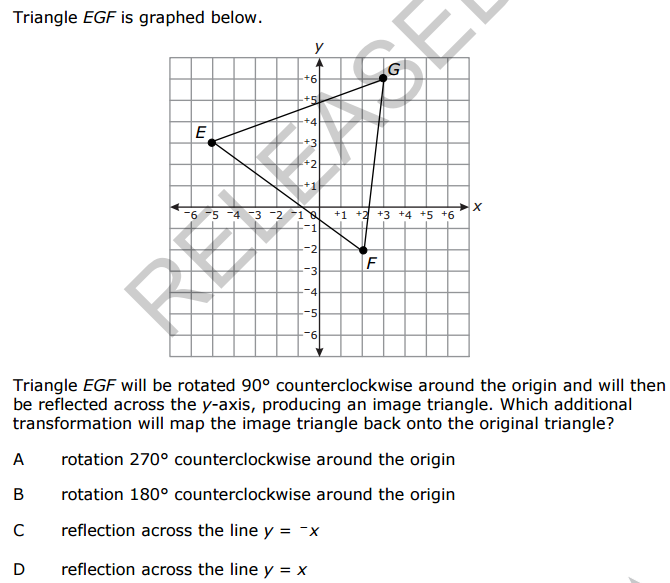 Triangle EGF is graphed below.
RELEASED
y
G
+6
+5
+4
E
+3
+2
+1
x
⁻6 ⁻5 ⁻4 ⁻3 ⁻2 ⁻1 0 +1 +2 +3 +4 +5 +6
⁻1
⁻2
F
⁻3
⁻4
⁻5
⁻6
Triangle EGF will be rotated 90° counterclockwise around the origin and will then
be reflected across the y-axis, producing an image triangle. Which additional
transformation will map the image triangle back onto the original triangle?
A rotation 270° counterclockwise around the origin
B rotation 180° counterclockwise around the origin
C reflection across the line y = ⁻x
D reflection across the line y = x